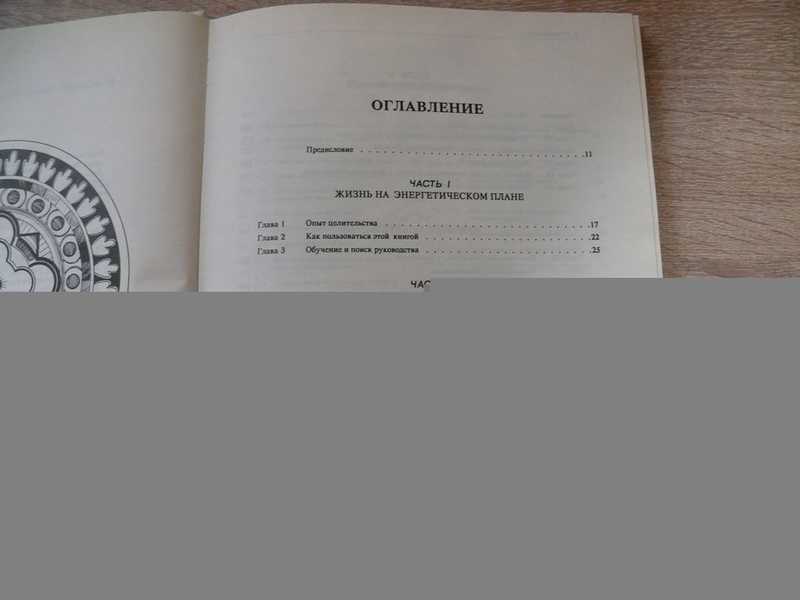 ОГЛАВЛЕНИЕ
Предисловие . . . . . . . . . . . . . . . . . . . . . . . . . . . . . .11
ЧАСТЬ I
ЖИЗНЬ НА ЭНЕРГЕТИЧЕСКОМ ПЛАНЕ
Глава 1 Опыт целительства . . . . . . . . . . . . . . . . . . . . . . . . . . .17
Глава 2 Как пользоваться этой книгой . . . . . . . . . . . . . . . . . . . . . .22
Глава 3 Обучение и поиск руководства . . . . . . . . . . . . . . . . . . . . . .25